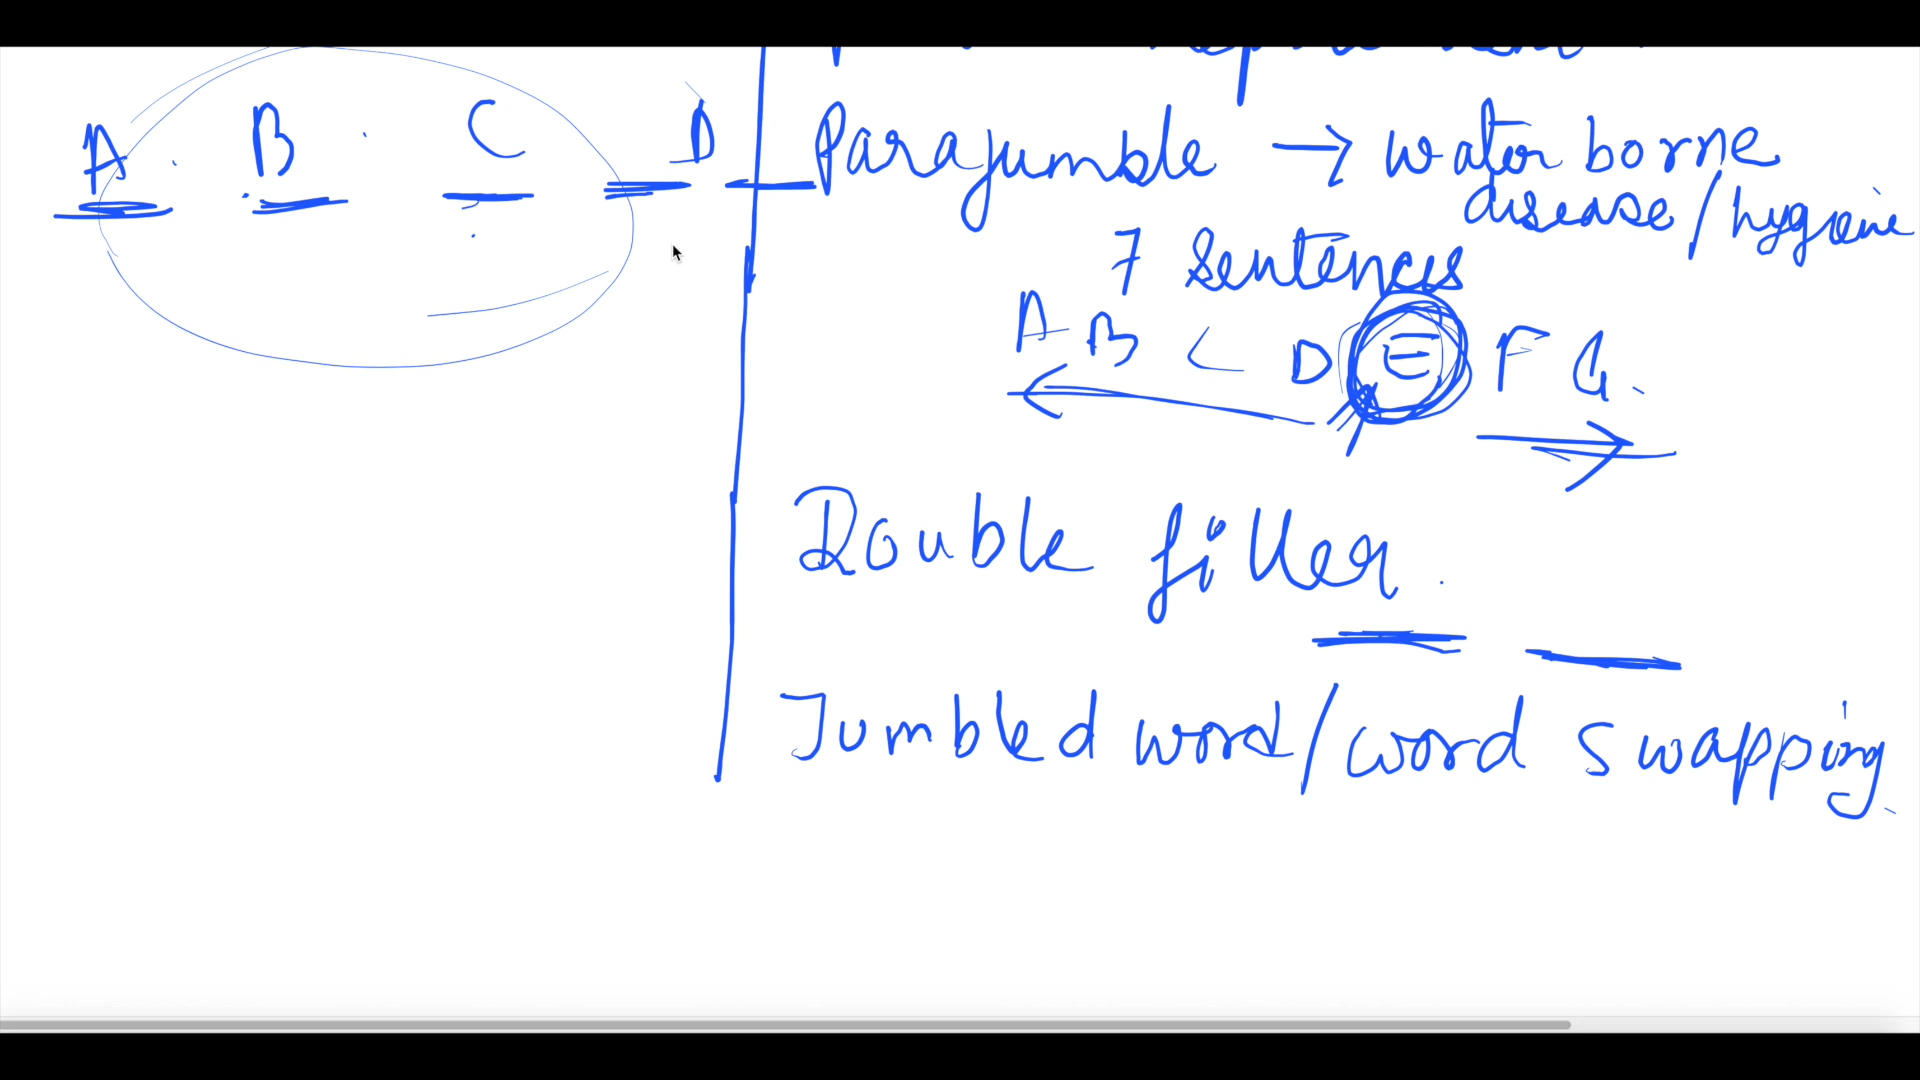 A B C D
Parajumble → water borne
disease/hygiene
7 sentences
A B C D E F G
Double filler.
Jumbled word/word swapping